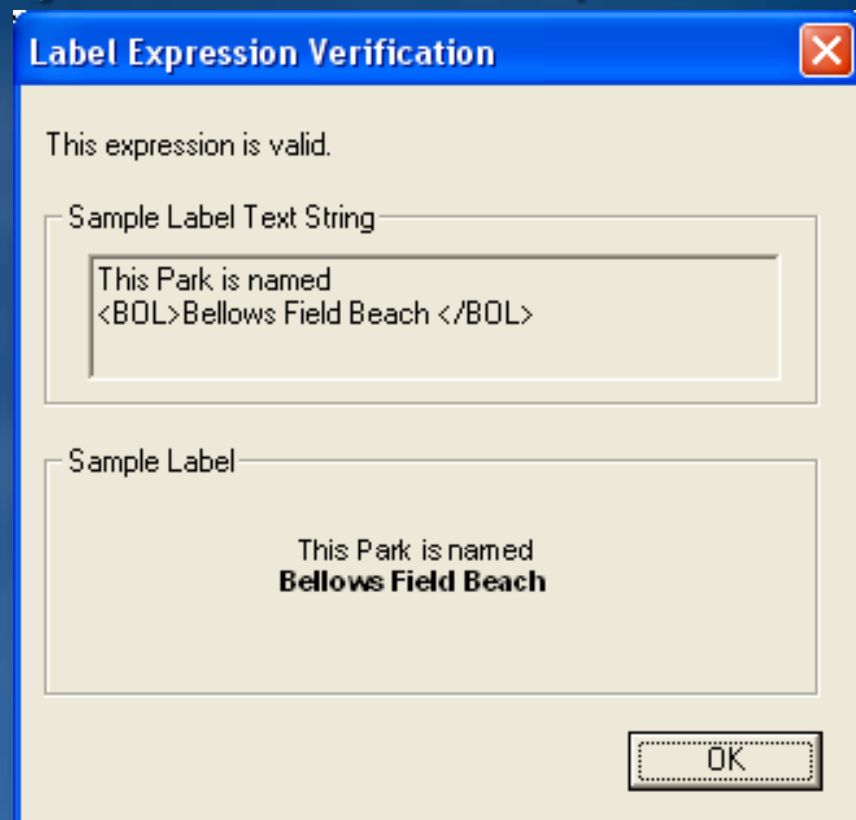 Label Expression Verification
This expression is valid.
Sample Label Text String
This Park is named
<BOL>Bellows Field Beach </BOL>
Sample Label
This Park is named
Bellows Field Beach
OK